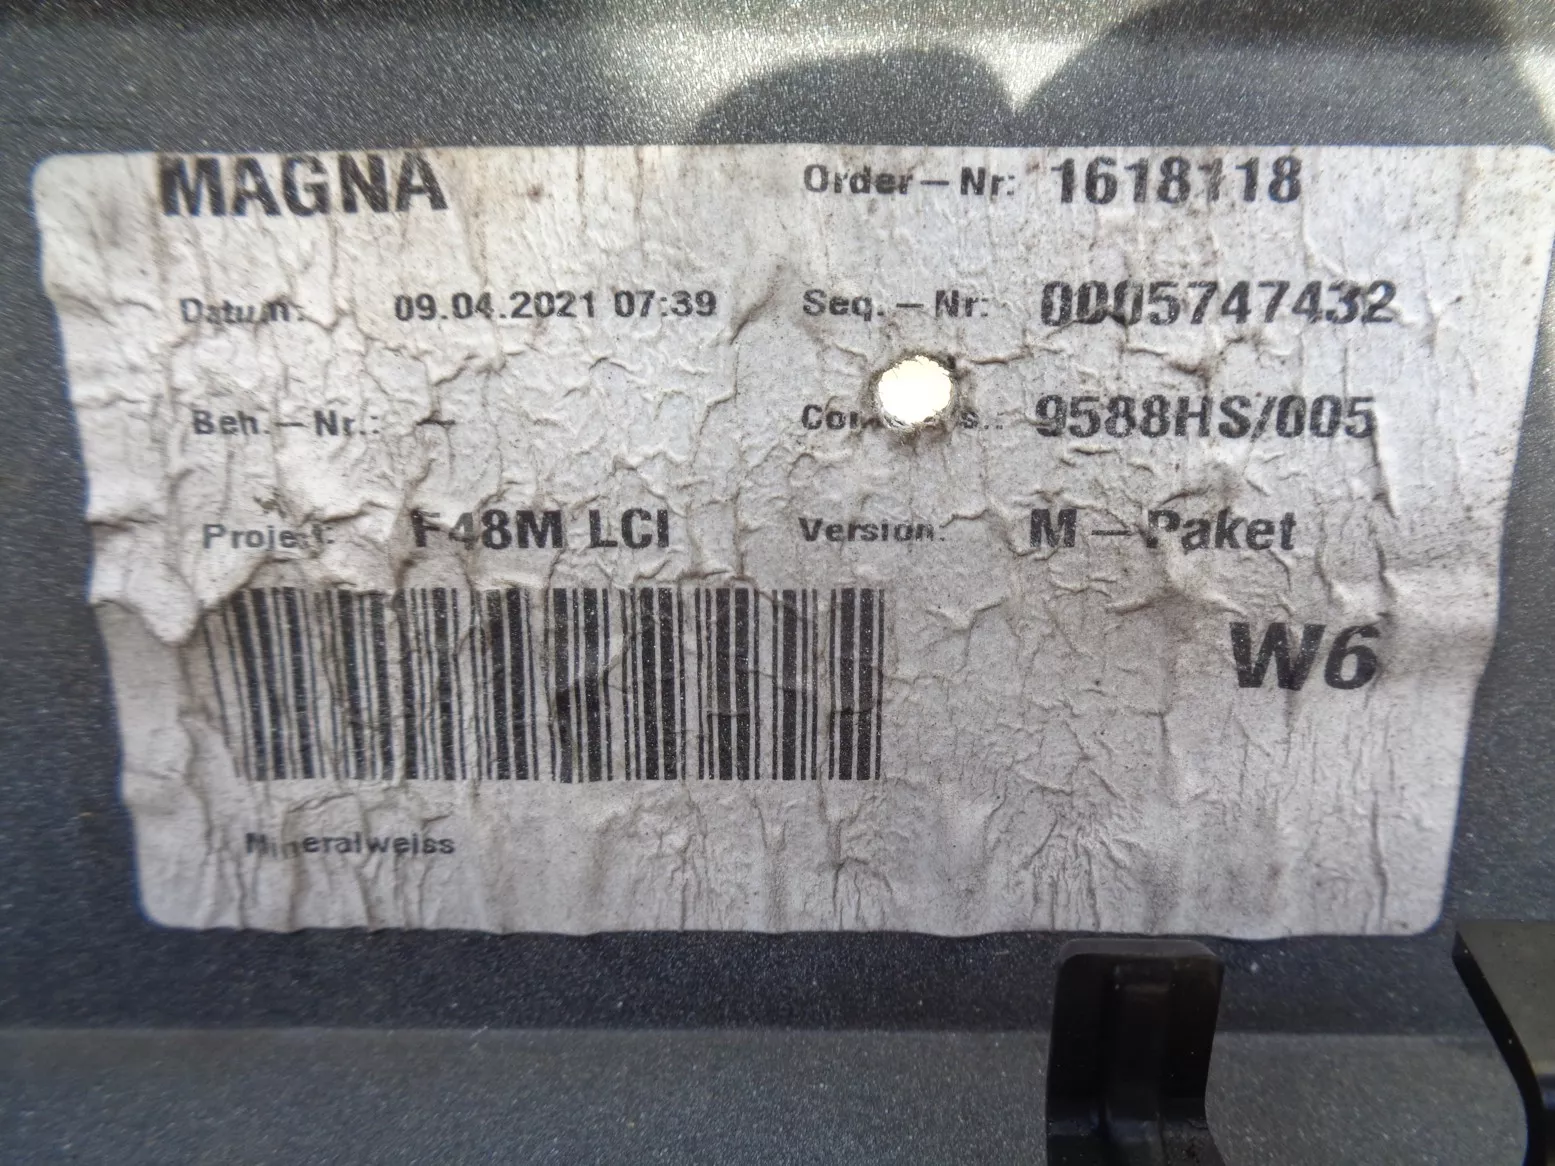 MAGNA Order-Nr: 1618118
Datum: 09.04.2021 07:39 Seq.-Nr: 0005747432
Beh.-Nr.: - 9588HS/005
Projekt: F48M LCI Version: M-Paket
W6
Mineralweiss